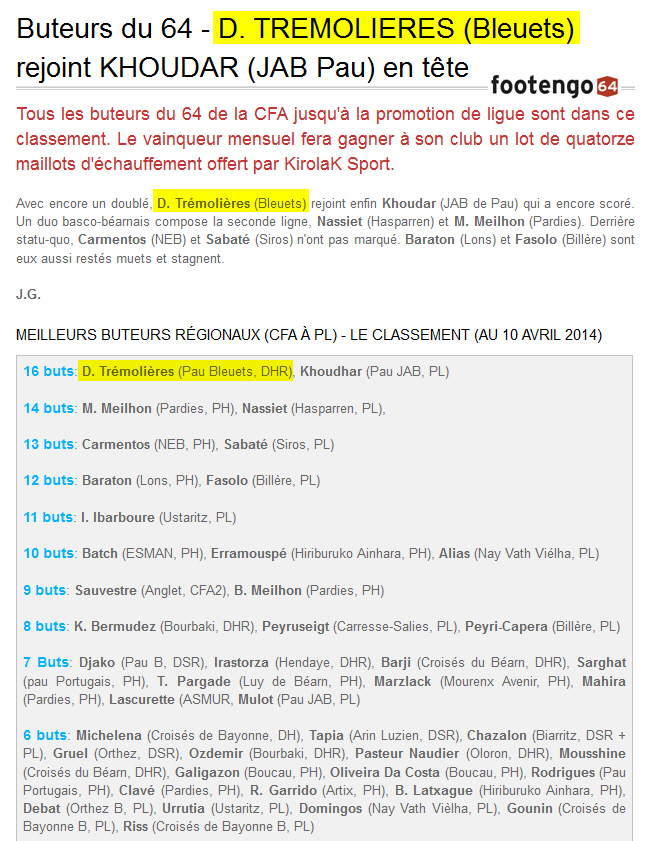 Buteurs du 64 - D. TREMOLIERES (Bleuets)
rejoint KHOUDAR (JAB Pau) en tête
footengo 64
Tous les buteurs du 64 de la CFA jusqu'à la promotion de ligue sont dans ce
classement. Le vainqueur mensuel fera gagner à son club un lot de quatorze
maillots d'échauffement offert par KirolaK Sport.
Avec encore un doublé, D. Trémolières (Bleuets) rejoint enfin Khoudar (JAB de Pau) qui a encore scoré.
Un duo basco-béarnais compose la seconde ligne, Nassiet (Hasparren) et M. Meilhon (Pardies). Derrière
statu-quo, Carmentos (NEB) et Sabaté (Siros) n'ont pas marqué. Baraton (Lons) et Fasolo (Billère) sont
eux aussi restés muets et stagnent.
J.G.
MEILLEURS BUTEURS RÉGIONAUX (CFA À PL) - LE CLASSEMENT (AU 10 AVRIL 2014)
16 buts: D. Trémolières (Pau Bleuets, DHR), Khoudhar (Pau JAB, PL)
14 buts: M. Meilhon (Pardies, PH), Nassiet (Hasparren, PL),
13 buts: Carmentos (NEB, PH), Sabaté (Siros, PL)
12 buts: Baraton (Lons, PH), Fasolo (Billère, PL)
11 buts: I. Ibarboure (Ustaritz, PL)
10 buts: Batch (ESMAN, PH), Erramouspé (Hiriburuko Ainhara, PH), Alias (Nay Vath Viélha, PL)
9 buts: Sauvestre (Anglet, CFA2), B. Meilhon (Pardies, PH)
8 buts: K. Bermudez (Bourbaki, DHR), Peyruseigt (Carresse-Salies, PL), Peyri-Capera (Billère, PL)
7 Buts: Djako (Pau B, DSR), Irastorza (Hendaye, DHR), Barji (Croisés du Béarn, DHR), Sarghat
(pau Portugais, PH), T. Pargade (Luy de Béarn, PH), Marzlack (Mourenx Avenir, PH), Mahira
(Pardies, PH), Lascurette (ASMUR, Mulot (Pau JAB, PL)
6 buts: Michelena (Croisés de Bayonne, DH), Tapia (Arin Luzien, DSR), Chazalon (Biarritz, DSR +
PL), Gruel (Orthez, DSR), Ozdemir (Bourbaki, DHR), Pasteur Naudier (Oloron, DHR), Mousshine
(Croisés du Béarn, DHR), Galigazon (Boucau, PH), Oliveira Da Costa (Boucau, PH), Rodrigues (Pau
Portugais, PH), Clavé (Pardies, PH), R. Garrido (Artix, PH), B. Latxague (Hiriburuko Ainhara, PH),
Debat (Orthez B, PL), Urrutia (Ustaritz, PL), Domingos (Nay Vath Vièlha, PL), Gounin (Croisés de
Bayonne B, PL), Riss (Croisés de Bayonne B, PL)